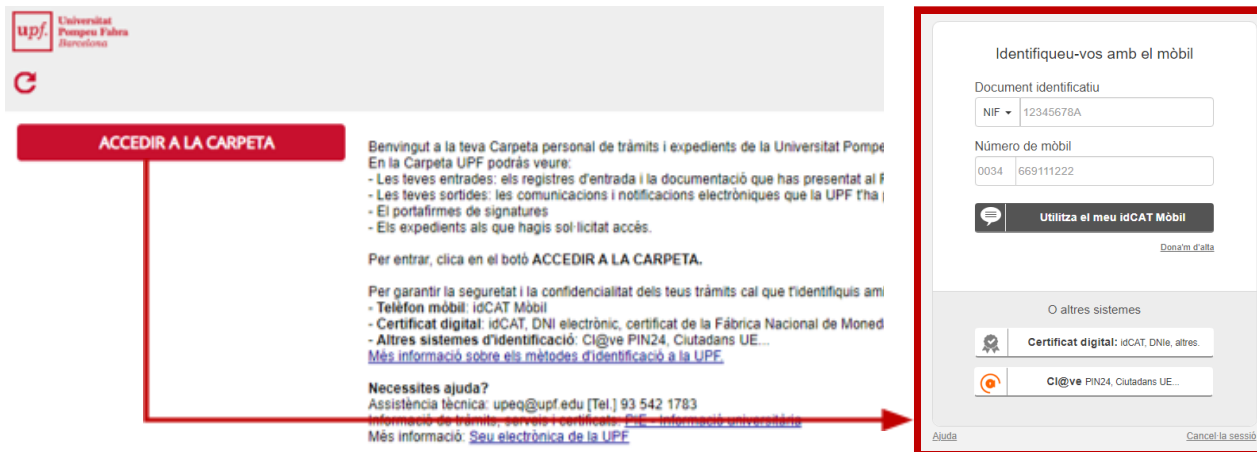 upf.
Universitat
Pompeu Fabra
Barcelona
ACCEDIR A LA CARPETA
Benvingut a la teva Carpeta personal de tràmits i expedients de la Universitat Pompe
En la Carpeta UPF podràs veure:
- Les teves entrades: els registres d'entrada i la documentació que has presentat al
- Les teves sortides: les comunicacions i notificacions electròniques que la UPF t'ha
- El portafirmes de signatures
- Els expedients als que hagis sol·licitat accès.
Per entrar, clica en el botó ACCEDIR A LA CARPETA.
Per garantir la seguretat i la confidencialitat dels teus tràmits cal que t'identifiquis am
- Telèfon mòbil: idCAT Mòbil
- Certificat digital: idCAT, DNI electrònic, certificat de la Fábrica Nacional de Moned
- Altres sistemes d'identificació: Cl@ve PIN24, Ciutadans UE...
Més informació sobre els mètodes d'identificació a la UPF.
Necessites ajuda?
Assistència tècnica: upeq@upf.edu [Tel.] 93 542 1783
Informació de tràmits, serveis i certificats: PIE - Informació universitària
Més informació: Seu electrònica de la UPF
Identifiqueu-vos amb el mòbil
Document identificatiu
NIF 12345678A
Número de mòbil
0034 669111222
Utilitza el meu idCAT Mòbil
Dona'm d'alta
O altres sistemes
Certificat digital: idCAT, DNIe, altres.
Cl@ve PIN24, Ciutadans UE...
Ajuda
Cancel·la sessió